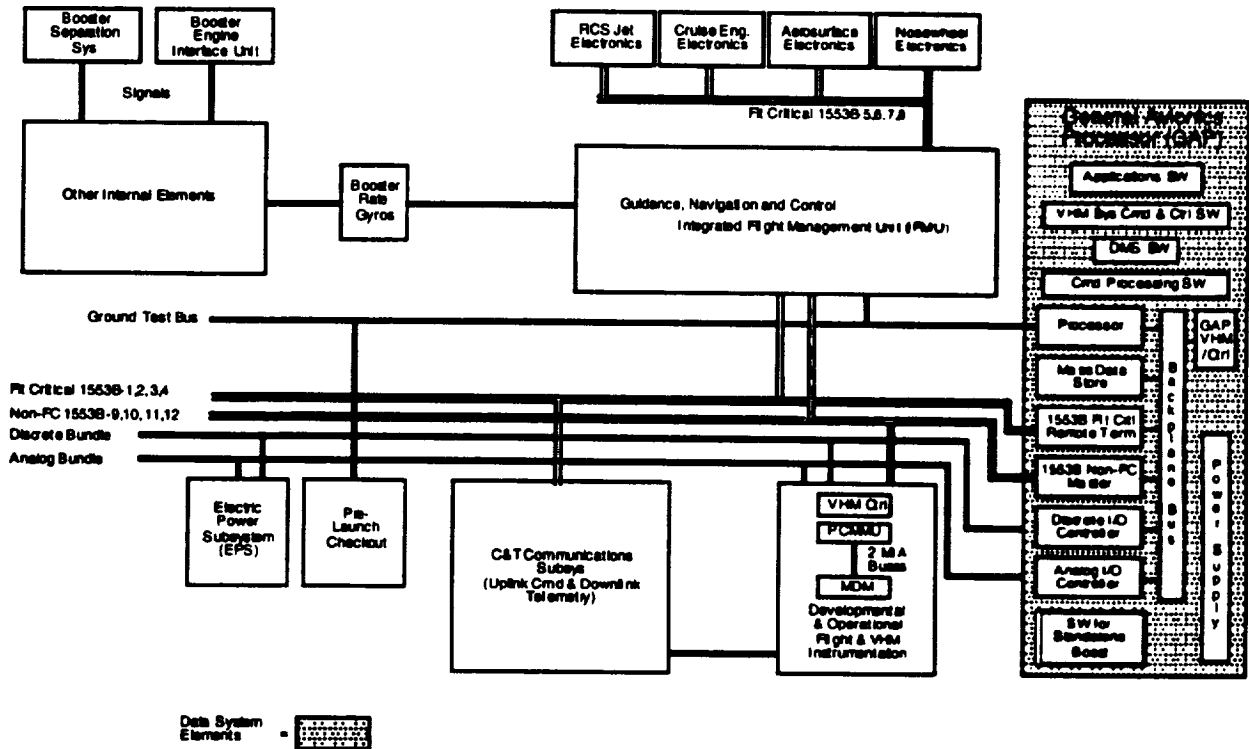 Booster
Separation
Sys
Booster
Engine
Interface Unit
Signals
Other Internal Elements
Booster
Rate
Gyros
RCS Jet
Electronics
Cruise Eng.
Electronics
Aerosurface
Electronics
Nosewheel
Electronics
Flt Critical 1553B-5,6,7,8
Guidance, Navigation and Control
Integrated Flight Management Unit (IFMU)
General Avionics
Processor (GAP)
Applications SW
VHM Sys Cmd & Ctrl SW
DMS SW
Cmd Processing SW
Processor
GAP
VHM
/Ctrl
Mass Data
Store
1553B Flt Crtl
Remote Term
1553B Non-FC
Master
Discrete I/O
Controller
Analog I/O
Controller
SW for
Standalone
Boost
Backplane Bus
Power Supply
Ground Test Bus
Flt Critical 1553B-1,2,3,4
Non-FC 1553B-9,10,11,12
Discrete Bundle
Analog Bundle
Electric
Power
Subsystem
(EPS)
Pre-
Launch
Checkout
C&T Communications
Subsys
(Uplink Cmd & Downlink
Telemetry)
VHM Ctrl
PCMMU
2 MIA
Buses
MDM
Developmental
& Operational
Flight & VHM
Instrumentation
Data System
Elements =